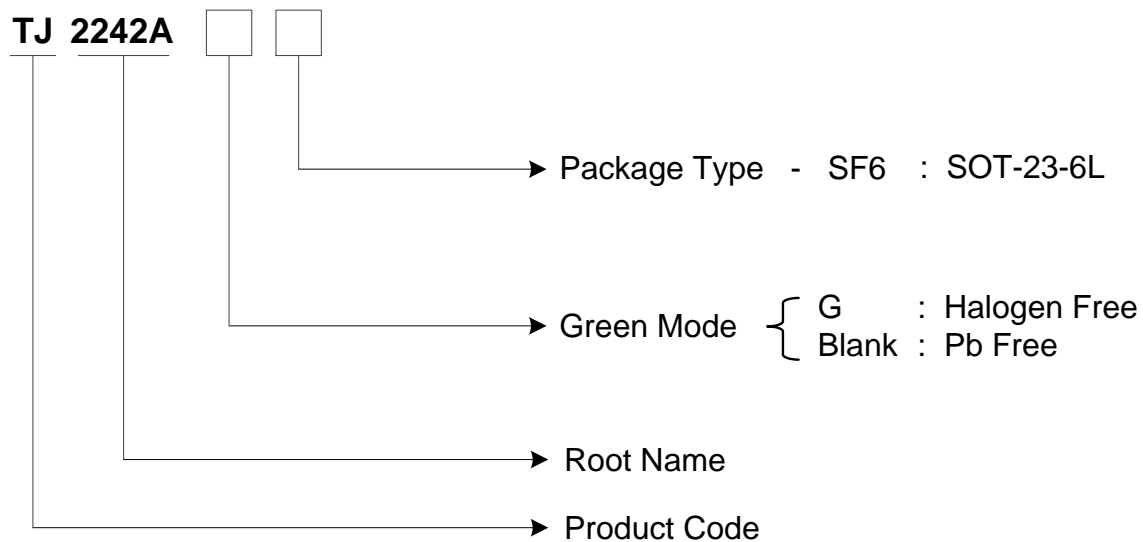 TJ 2242A
Package Type - SF6 : SOT-23-6L
Green Mode G : Halogen Free
Blank : Pb Free
Root Name
Product Code